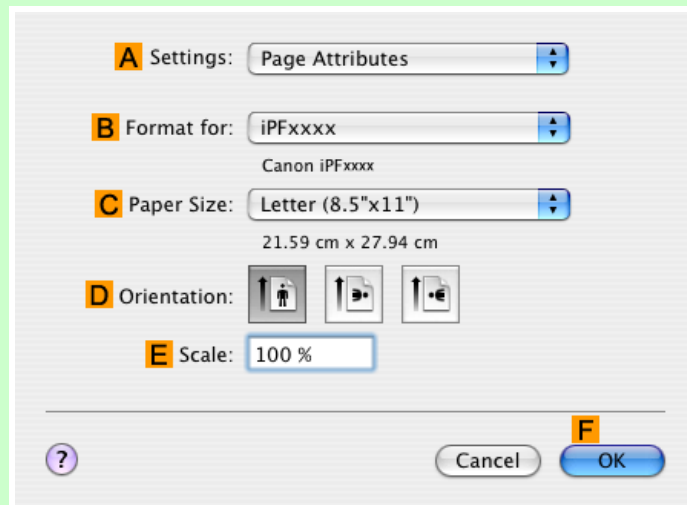 A Settings: Page Attributes
B Format for: iPFxxxx
Canon iPFxxxx
C Paper Size: Letter (8.5"x11")
21.59 cm x 27.94 cm
D Orientation:
E Scale: 100 %
F
? Cancel OK